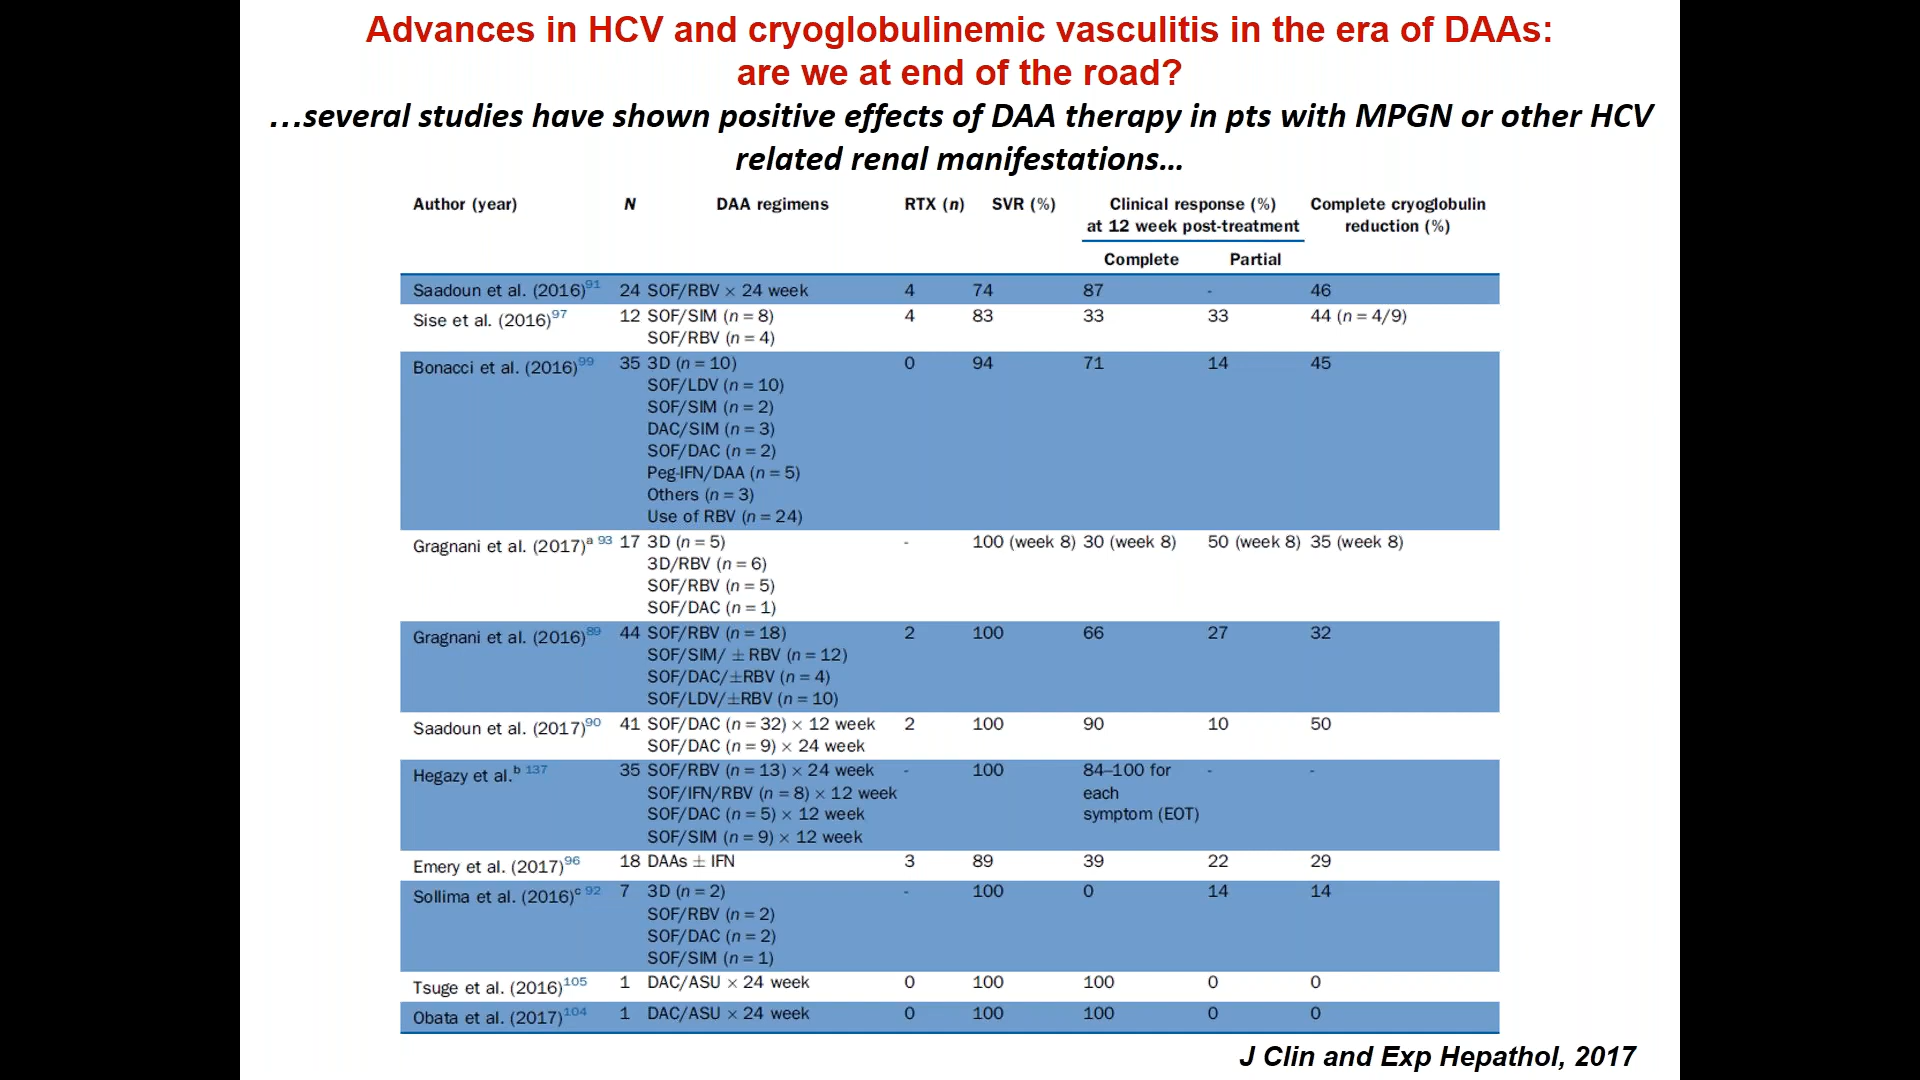 Advances in HCV and cryoglobulinemic vasculitis in the era of DAAs:
are we at end of the road?
…several studies have shown positive effects of DAA therapy in pts with MPGN or other HCV
related renal manifestations…
Author (year) N DAA regimens RTX (n) SVR (%) Clinical response (%) Complete cryoglobulin
at 12 week post-treatment reduction (%)
Complete Partial
Saadoun et al. (2016)91 24 SOF/RBV × 24 week 4 74 87 - 46
Sise et al. (2016)97 12 SOF/SIM (n = 8) 4 83 33 33 44 (n = 4/9)
SOF/RBV (n = 4)
Bonacci et al. (2016)99 35 3D (n = 10) 0 94 71 14 45
SOF/LDV (n = 10)
SOF/SIM (n = 2)
DAC/SIM (n = 3)
SOF/DAC (n = 2)
Peg-IFN/DAA (n = 5)
Others (n = 3)
Use of RBV (n = 24)
Gragnani et al. (2017)a 93 17 3D (n = 5) - 100 (week 8) 30 (week 8) 50 (week 8) 35 (week 8)
3D/RBV (n = 6)
SOF/RBV (n = 5)
SOF/DAC (n = 1)
Gragnani et al. (2016)89 44 SOF/RBV (n = 18) 2 100 66 27 32
SOF/SIM/ ± RBV (n = 12)
SOF/DAC/±RBV (n = 4)
SOF/LDV/±RBV (n = 10)
Saadoun et al. (2017)90 41 SOF/DAC (n = 32) × 12 week 2 100 90 10 50
SOF/DAC (n = 9) × 24 week
Hegazy et al.b 137 35 SOF/RBV (n = 13) × 24 week - 100 84–100 for - -
SOF/IFN/RBV (n = 8) × 12 week each
SOF/DAC (n = 5) × 12 week symptom (EOT)
SOF/SIM (n = 9) × 12 week
Emery et al. (2017)96 18 DAAs ± IFN 3 89 39 22 29
Sollima et al. (2016)c 92 7 3D (n = 2) - 100 0 14 14
SOF/RBV (n = 2)
SOF/DAC (n = 2)
SOF/SIM (n = 1)
Tsuge et al. (2016)105 1 DAC/ASU × 24 week 0 100 100 0 0
Obata et al. (2017)104 1 DAC/ASU × 24 week 0 100 100 0 0
J Clin and Exp Hepathol, 2017